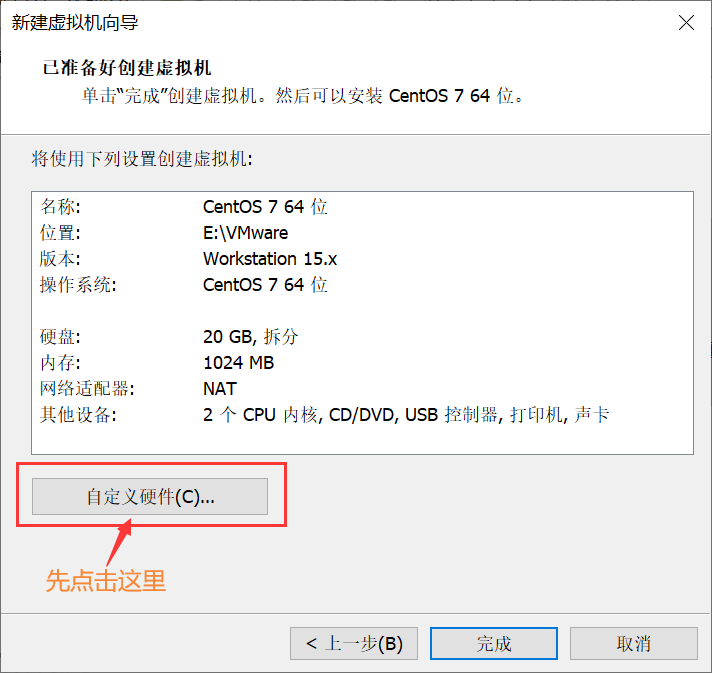 新建虚拟机向导
已准备好创建虚拟机
单击“完成”创建虚拟机。然后可以安装 CentOS 7 64 位。
将使用下列设置创建虚拟机:
名称: CentOS 7 64 位
位置: E:\VMware
版本: Workstation 15.x
操作系统: CentOS 7 64 位
硬盘: 20 GB, 拆分
内存: 1024 MB
网络适配器: NAT
其他设备: 2 个 CPU 内核, CD/DVD, USB 控制器, 打印机, 声卡
自定义硬件(C)...
先点击这里
< 上一步(B) 完成 取消